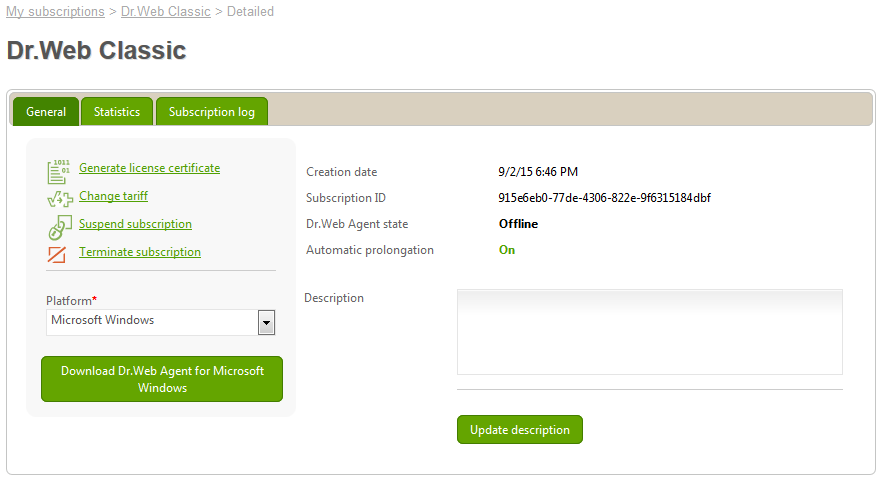 My subscriptions > Dr.Web Classic > Detailed
Dr.Web Classic
General
Statistics
Subscription log
1011
01
Generate license certificate
Change tariff
Suspend subscription
Terminate subscription
Platform*
Microsoft Windows
Download Dr.Web Agent for Microsoft
Windows
Creation date 9/2/15 6:46 PM
Subscription ID 915e6eb0-77de-4306-822e-9f6315184dbf
Dr.Web Agent state Offline
Automatic prolongation On
Description
Update description